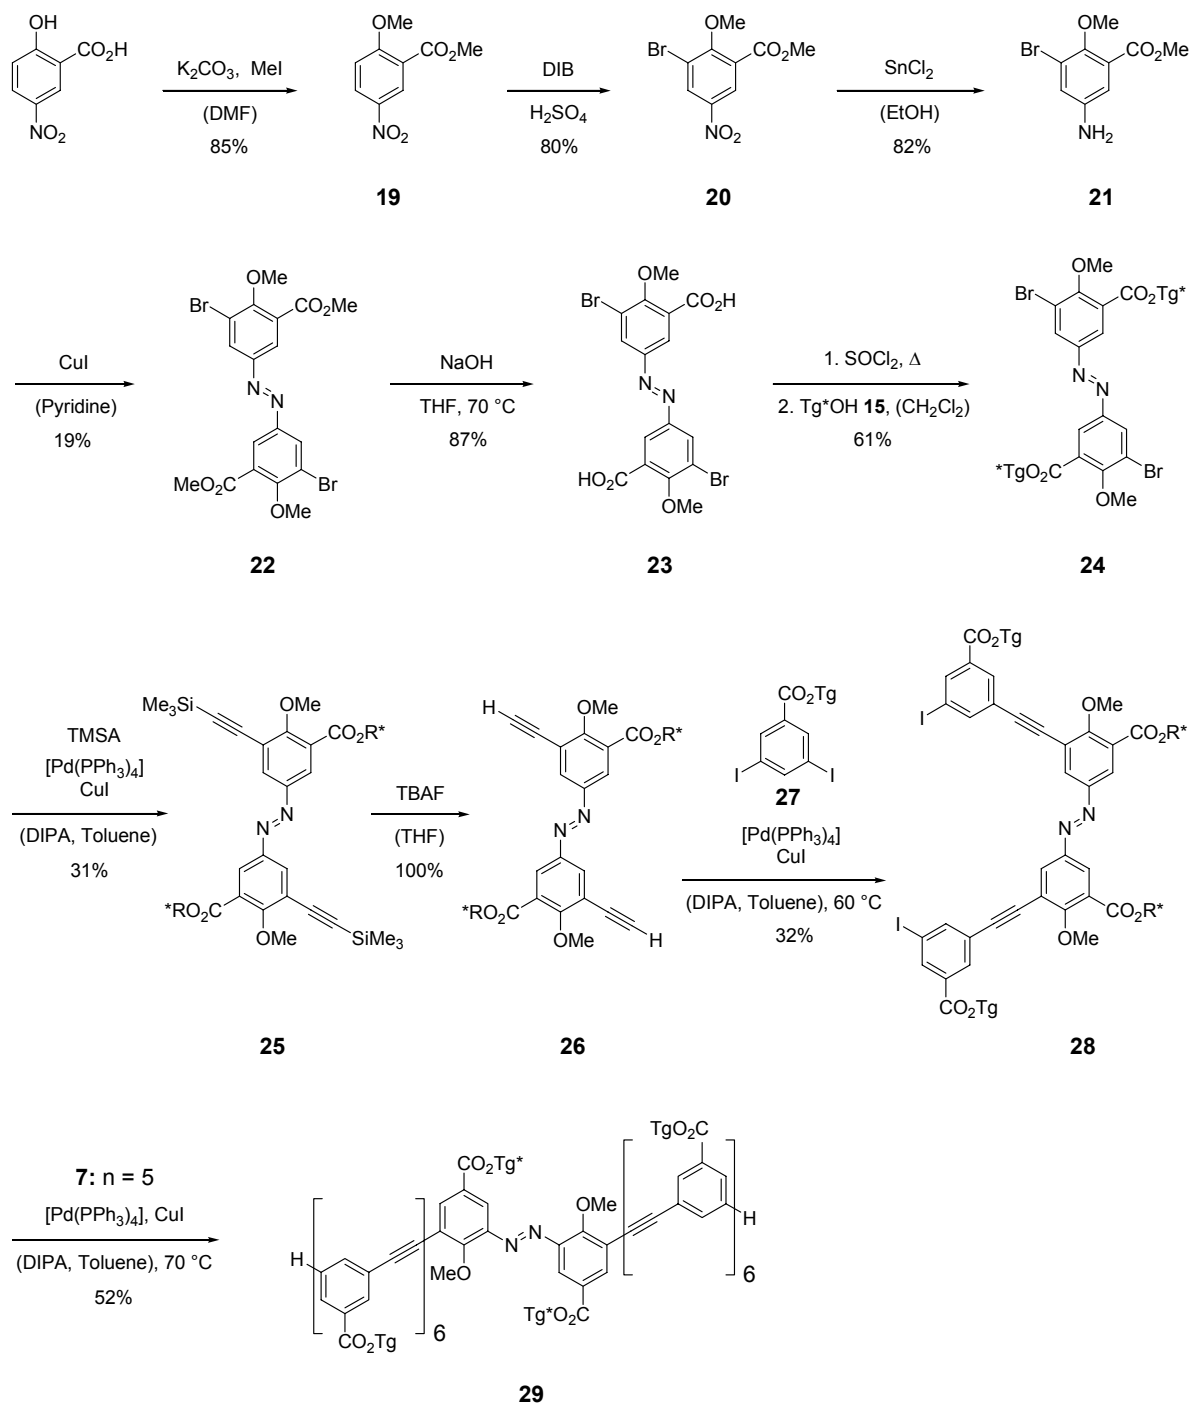 OH
CO2H
NO2
K2CO3, MeI
(DMF)
85%
OMe
CO2Me
NO2
19
DIB
H2SO4
80%
OMe
Br
CO2Me
NO2
20
SnCl2
(EtOH)
82%
OMe
Br
CO2Me
NH2
21
CuI
(Pyridine)
19%
OMe
Br
CO2Me
N
N
MeO2C
Br
OMe
22
NaOH
THF, 70 °C
87%
OMe
Br
CO2H
N
N
HO2C
Br
OMe
23
1. SOCl2, Δ
2. Tg*OH 15, (CH2Cl2)
61%
OMe
Br
CO2Tg*
N
N
*TgO2C
Br
OMe
24
TMSA
[Pd(PPh3)4]
CuI
(DIPA, Toluene)
31%
Me3Si
OMe
CO2R*
N
N
*RO2C
OMe
SiMe3
25
TBAF
(THF)
100%
H
OMe
CO2R*
N
N
*RO2C
OMe
H
26
CO2Tg
I
I
27
[Pd(PPh3)4]
CuI
(DIPA, Toluene), 60 °C
32%
CO2Tg
I
OMe
CO2R*
N
N
I
CO2R*
OMe
CO2Tg
28
7: n = 5
[Pd(PPh3)4], CuI
(DIPA, Toluene), 70 °C
52%
TgO2C
CO2Tg*
OMe
H
N
N
H
MeO
6
Tg*O2C
6
CO2Tg
29